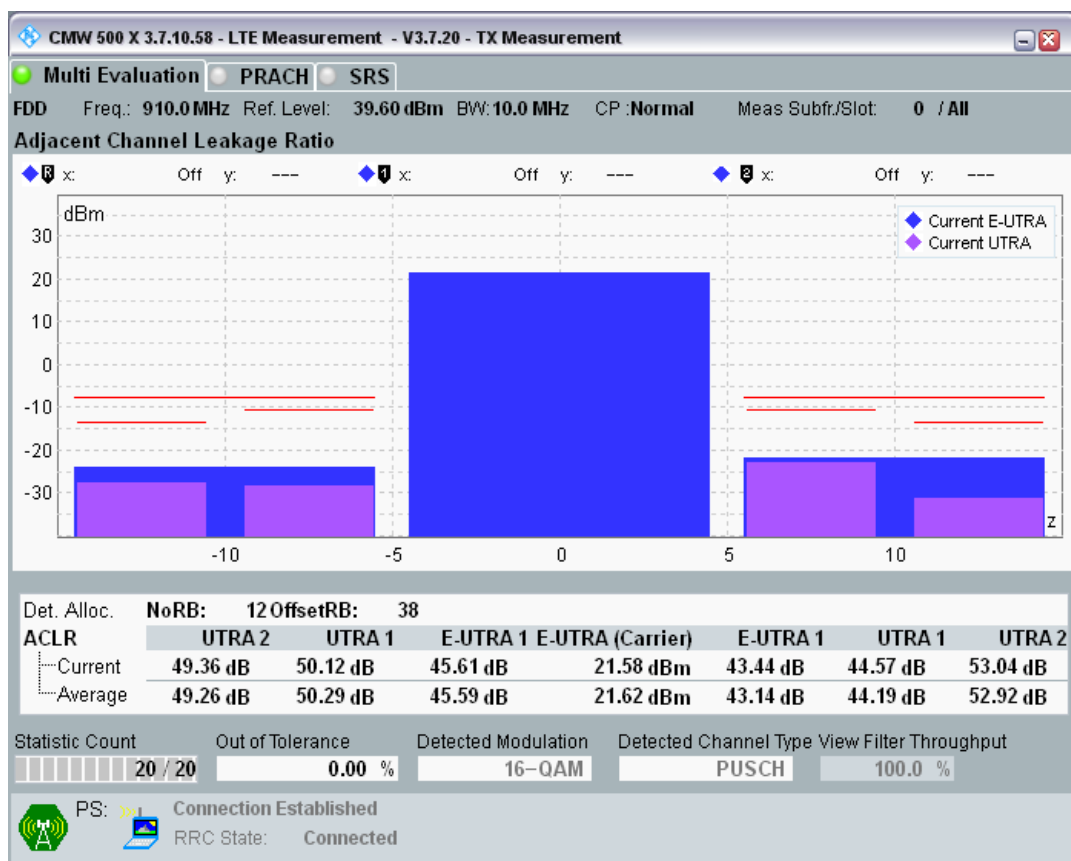 CMW 500 X 3.7.10.58 - LTE Measurement - V3.7.20 - TX Measurement
Multi Evaluation PRACH SRS
FDD Freq.: 910.0 MHz Ref. Level: 39.60 dBm BW: 10.0 MHz CP :Normal Meas Subfr./Slot: 0 / All
Adjacent Channel Leakage Ratio
R x: Off y: --- 1 x: Off y: --- 2 x: Off y: ---
dBm
Current E-UTRA
Current UTRA
30
20
10
0
-10
-20
-30
z
-10 -5 0 5 10
Det. Alloc. NoRB: 12 OffsetRB: 38
ACLR UTRA 2 UTRA 1 E-UTRA 1 E-UTRA (Carrier) E-UTRA 1 UTRA 1 UTRA 2
Current 49.36 dB 50.12 dB 45.61 dB 21.58 dBm 43.44 dB 44.57 dB 53.04 dB
Average 49.26 dB 50.29 dB 45.59 dB 21.62 dBm 43.14 dB 44.19 dB 52.92 dB
Statistic Count Out of Tolerance Detected Modulation Detected Channel Type View Filter Throughput
20 / 20 0.00 % 16-QAM PUSCH 100.0 %
PS: Connection Established
RRC State: Connected